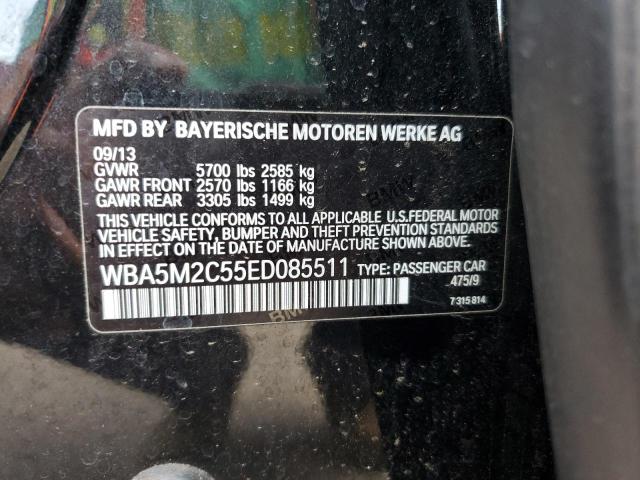 MFD BY BAYERISCHE MOTOREN WERKE AG
09/13
GVWR 5700 lbs 2585 kg
GAWR FRONT 2570 lbs 1166 kg
GAWR REAR 3305 lbs 1499 kg
THIS VEHICLE CONFORMS TO ALL APPLICABLE U.S.FEDERAL MOTOR
VEHICLE SAFETY, BUMPER AND THEFT PREVENTION STANDARDS
IN EFFECT ON THE DATE OF MANUFACTURE SHOWN ABOVE.
WBA5M2C55ED085511 TYPE: PASSENGER CAR
475/9
7 315 814